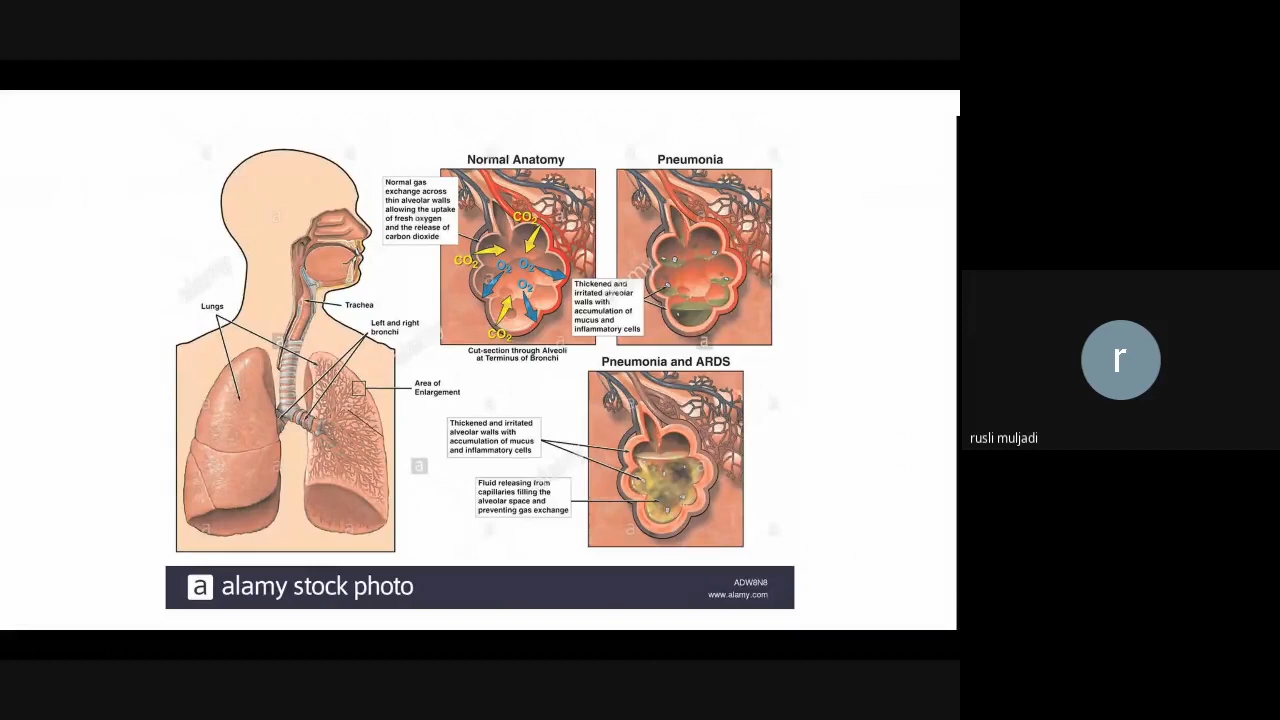 Normal Anatomy
Pneumonia
Normal gas
exchange across
thin alveolar walls
allowing the uptake
of fresh oxygen
and the release of
carbon dioxide
CO2
CO2
O2
O2
O2
CO2
Thickened and
irritated alveolar
walls with
accumulation of
mucus and
inflammatory cells
Cut-section through Alveoli
at Terminus of Bronchi
Lungs
Trachea
Left and right
bronchi
Area of
Enlargement
Pneumonia and ARDS
Thickened and irritated
alveolar walls with
accumulation of mucus
and inflammatory cells
Fluid releasing from
capillaries filling the
alveolar space and
preventing gas exchange
a alamy stock photo
ADW8N8
www.alamy.com
r
rusli muljadi